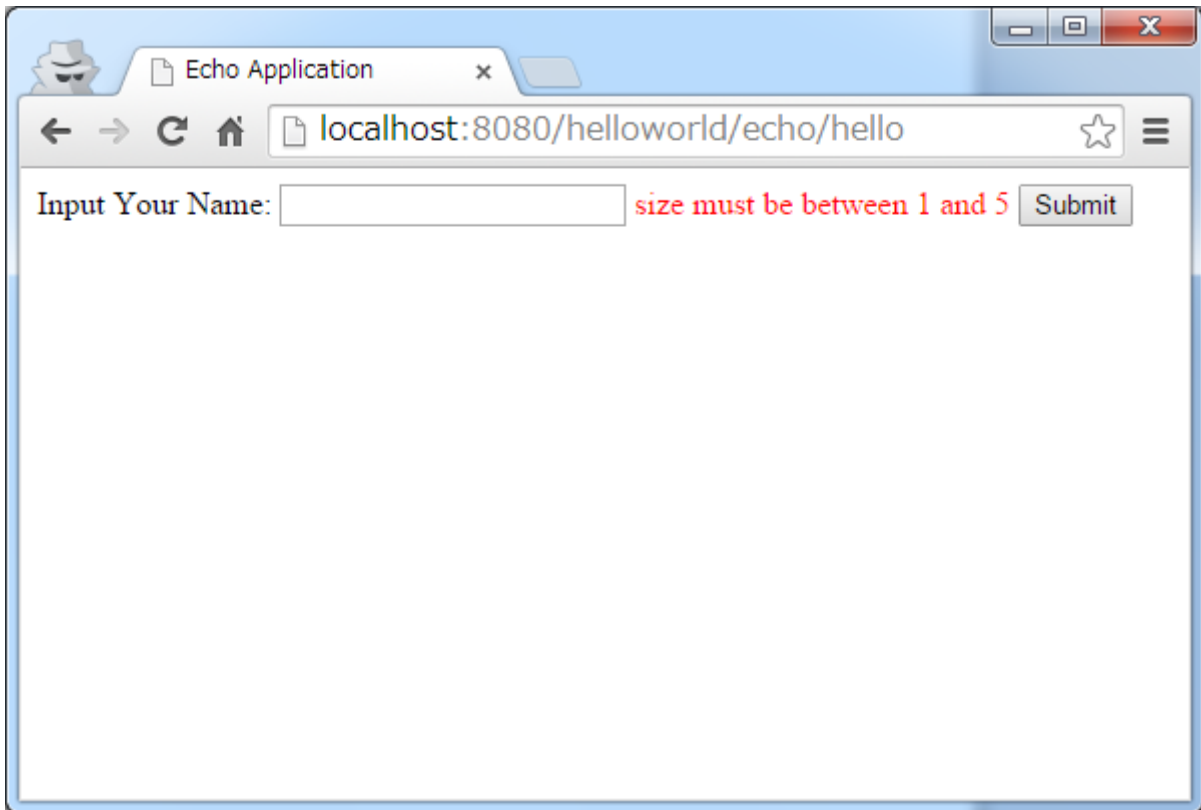 Echo Application
localhost:8080/helloworld/echo/hello
Input Your Name: size must be between 1 and 5 Submit